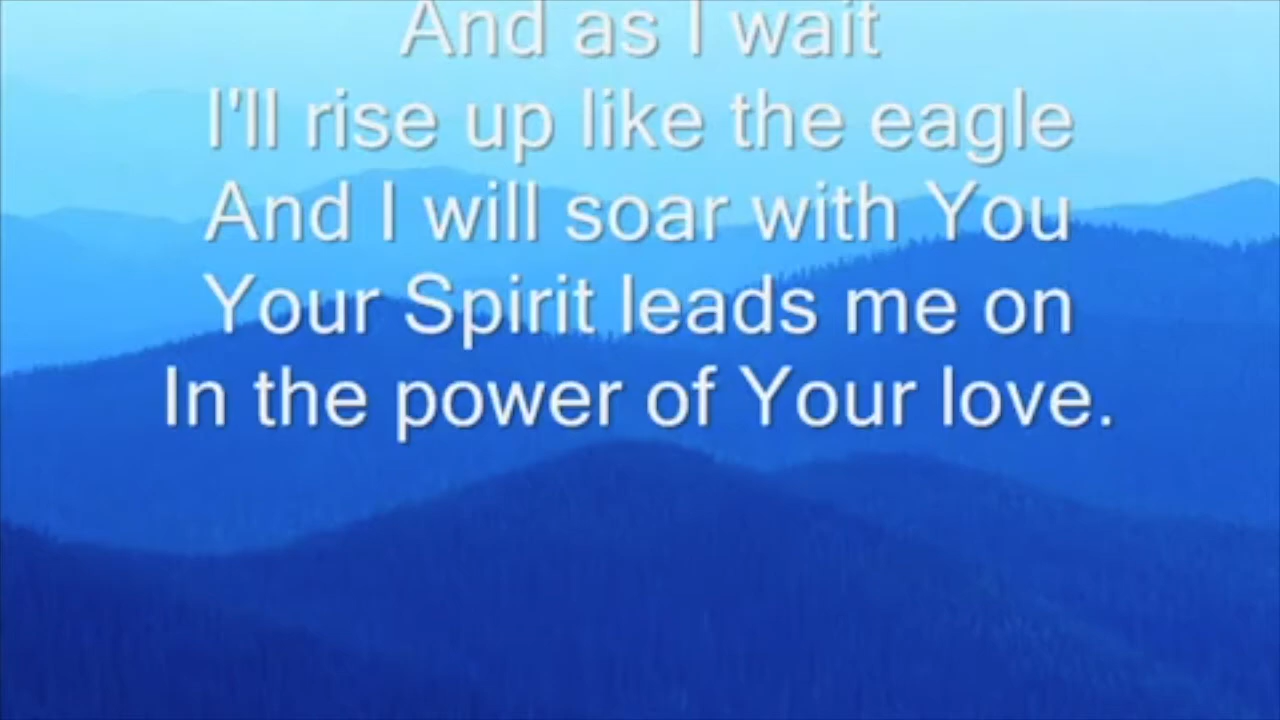 And as I wait
I'll rise up like the eagle
And I will soar with You
Your Spirit leads me on
In the power of Your love.